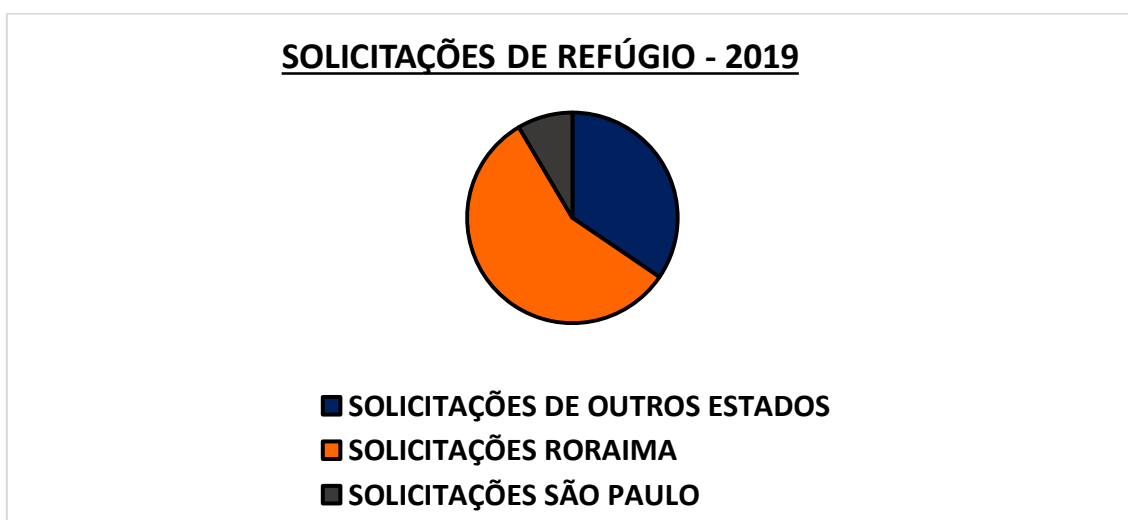 SOLICITAÇÕES DE REFÚGIO - 2019
SOLICITAÇÕES DE OUTROS ESTADOS
SOLICITAÇÕES RORAIMA
SOLICITAÇÕES SÃO PAULO